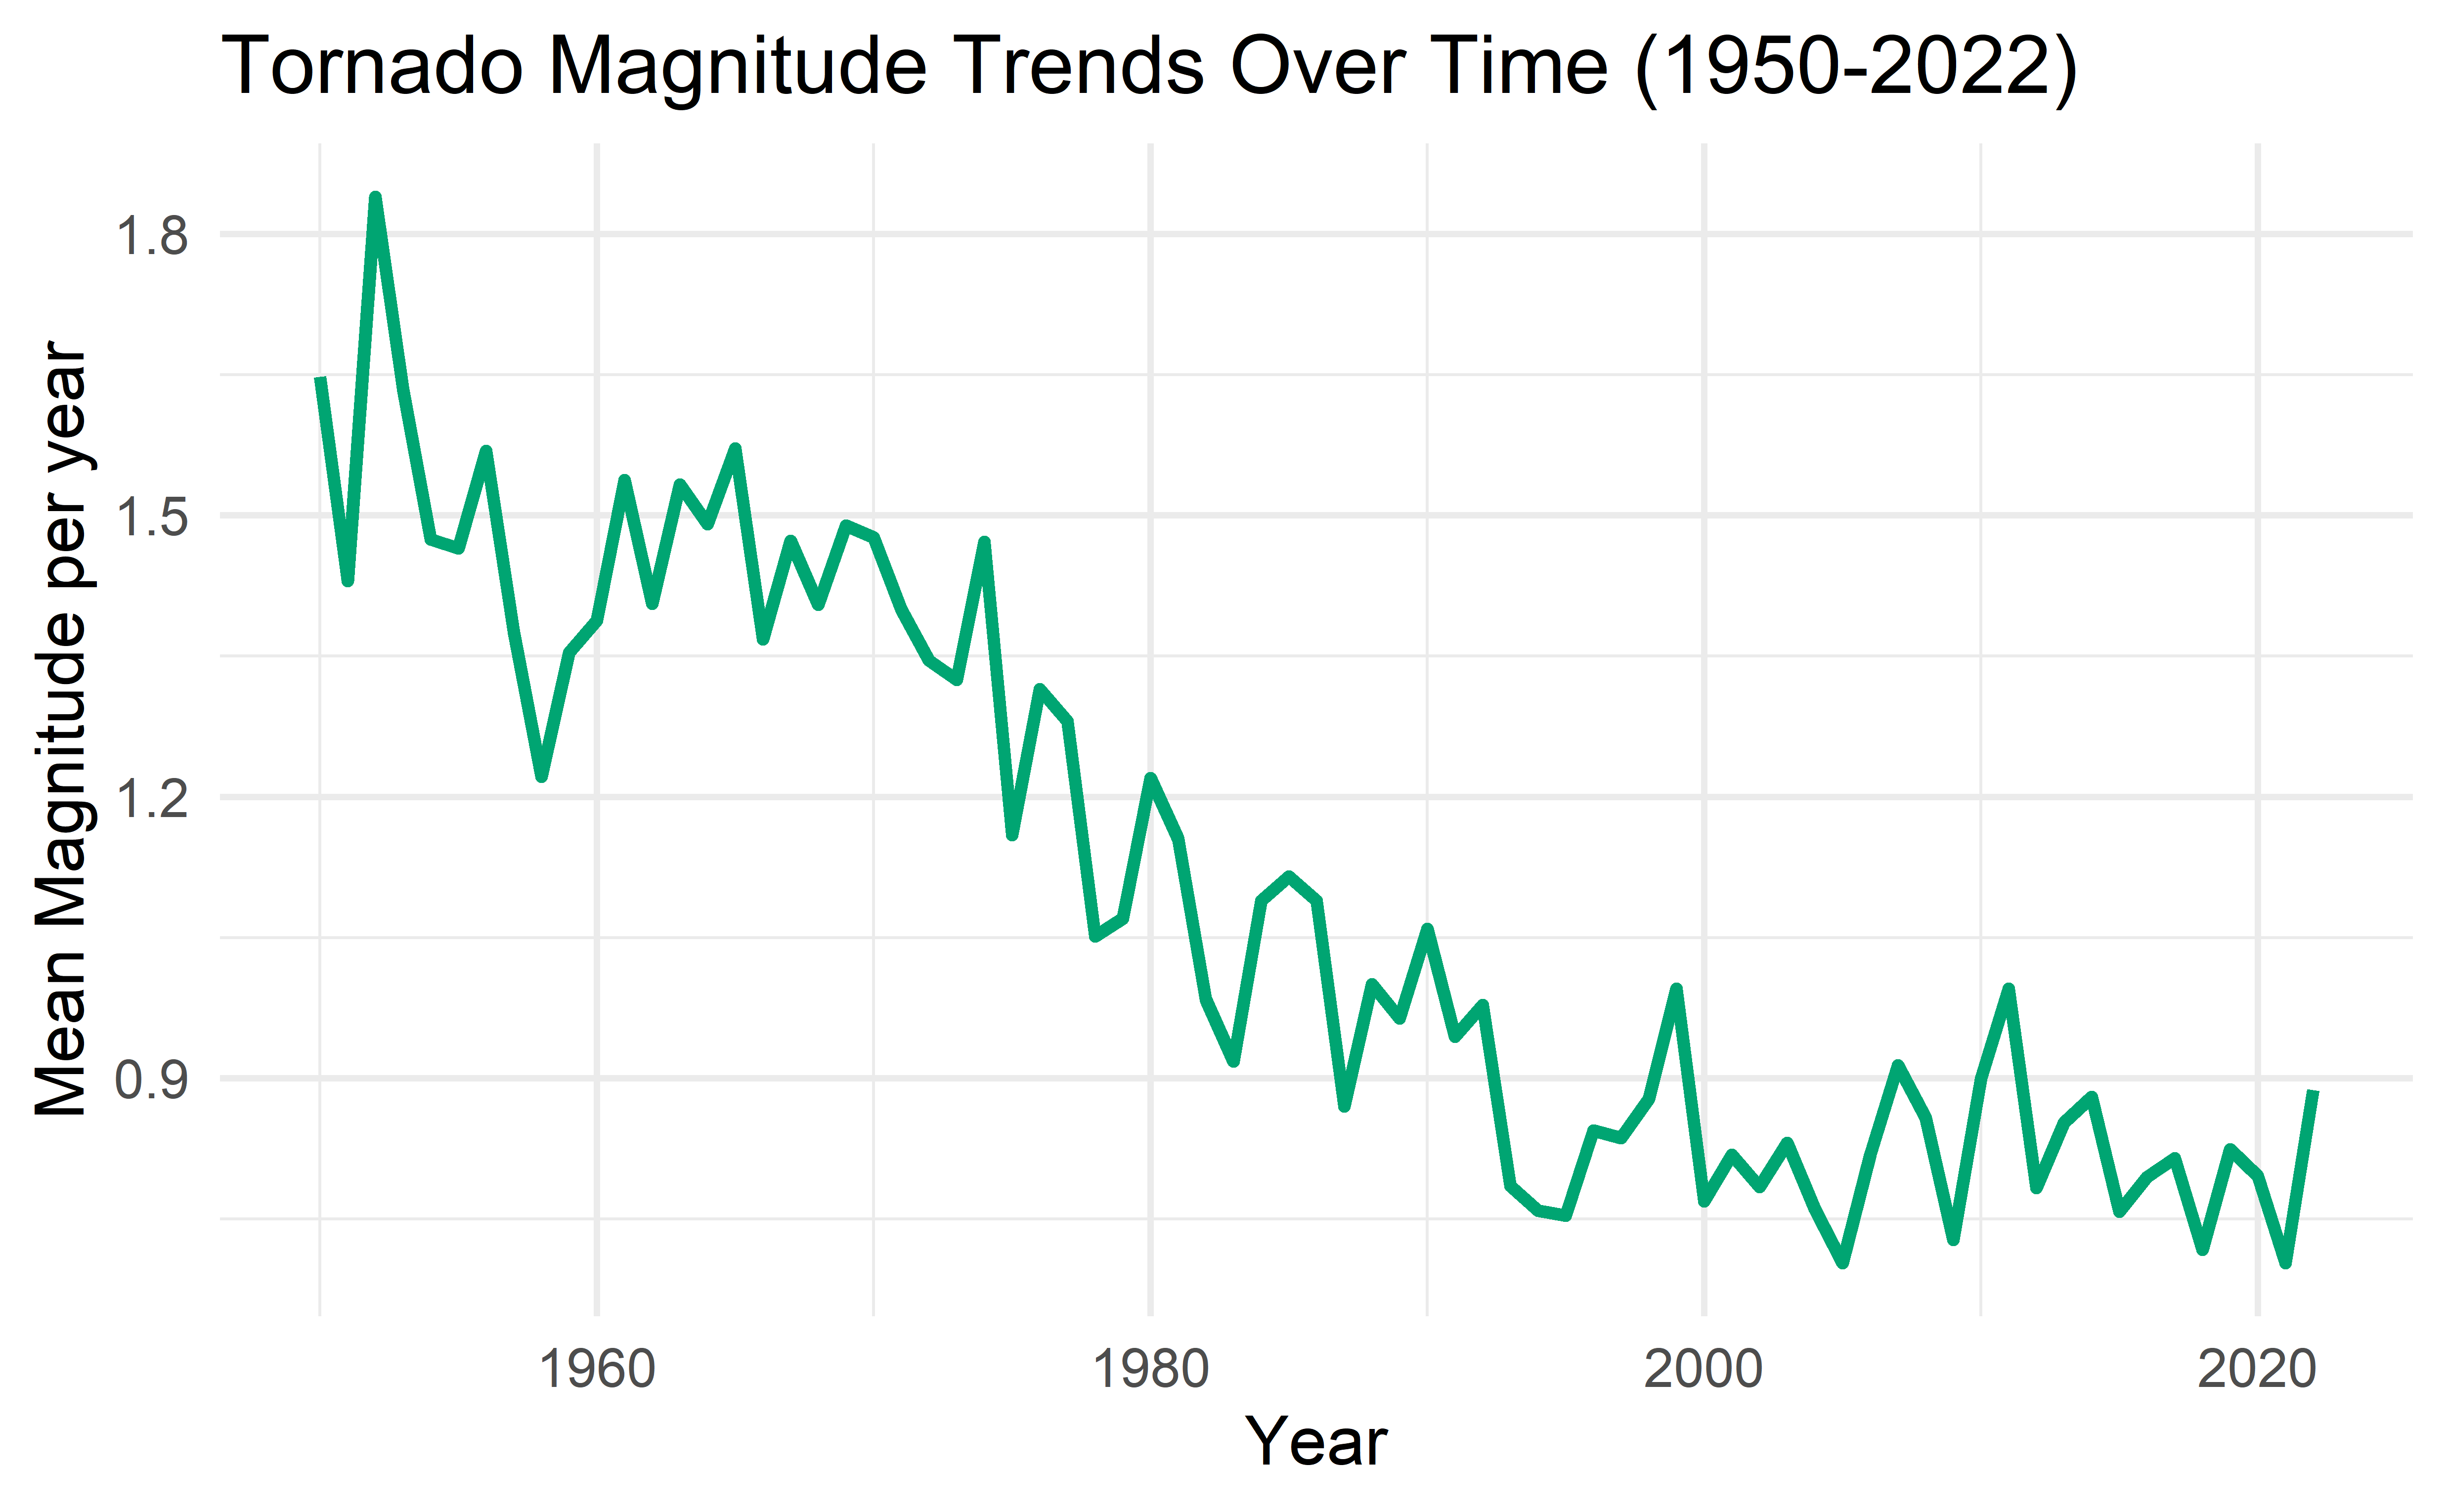 Tornado Magnitude Trends Over Time (1950-2022)
Mean Magnitude per year
1.8
1.5
1.2
0.9
1960
1980
2000
2020
Year